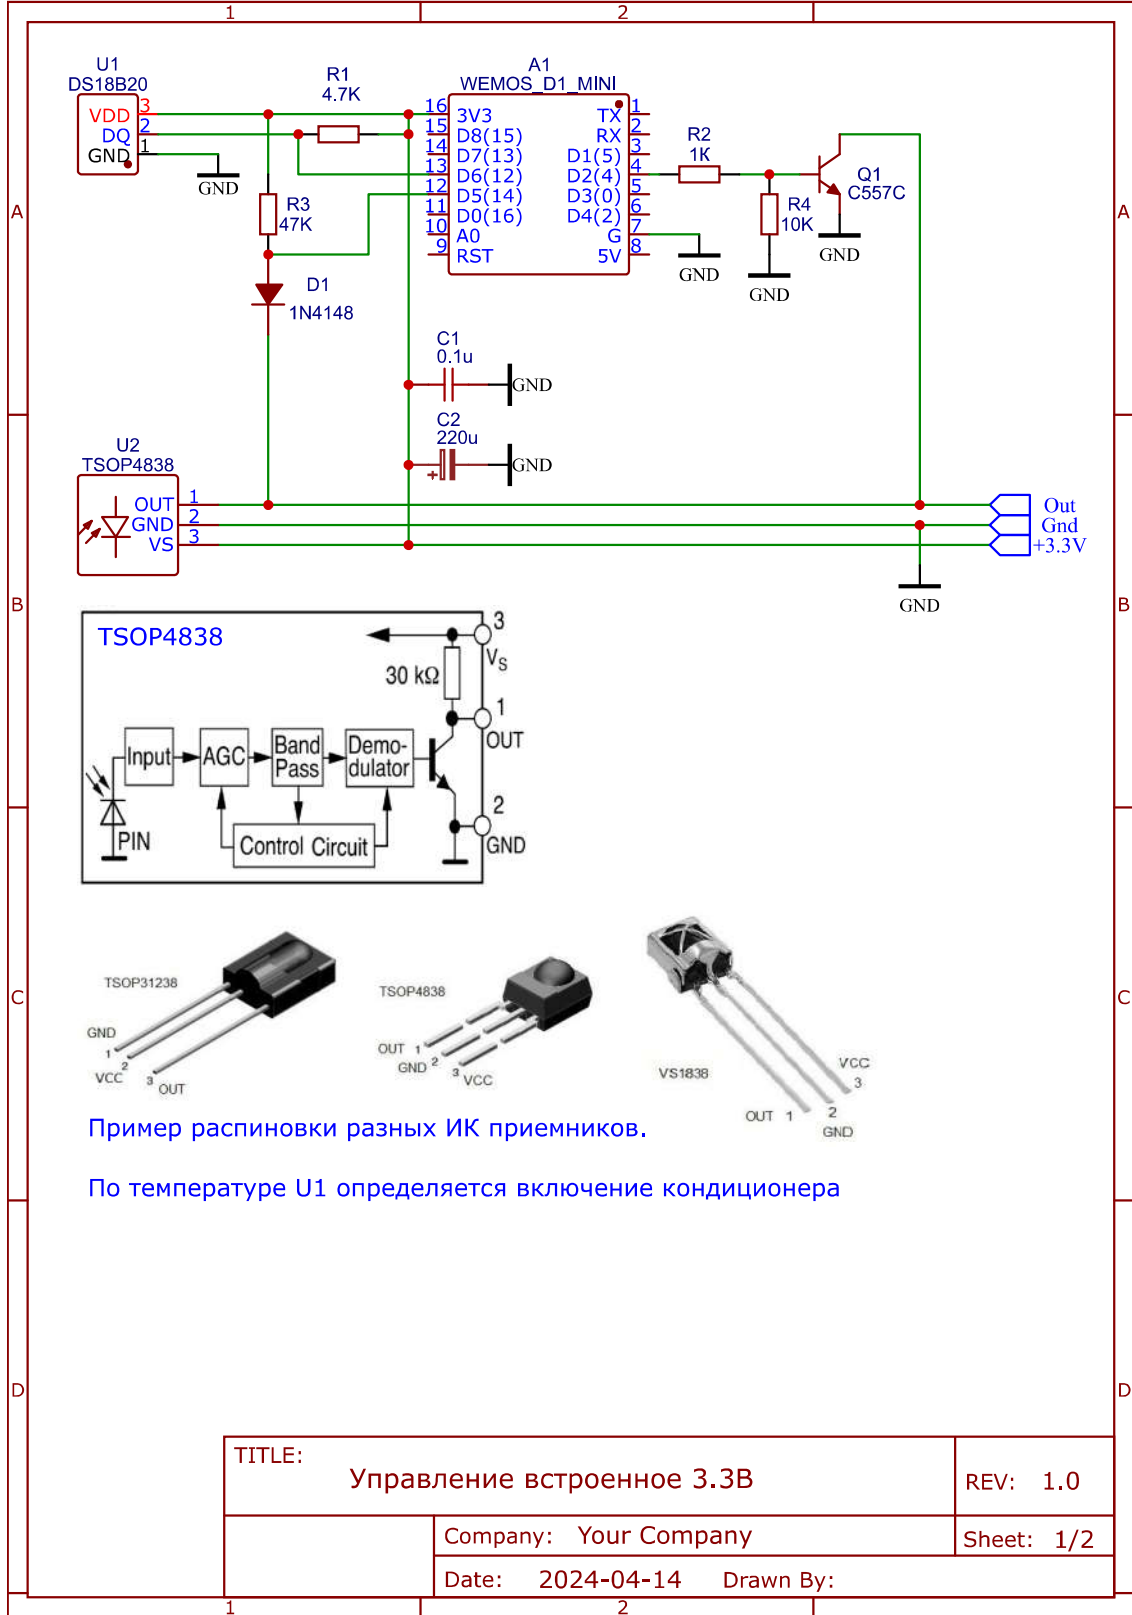 1
2
U1
DS18B20
VDD 3
DQ 2
GND 1
GND
R1
4.7K
R3
47K
D1
1N4148
A1
WEMOS_D1_MINI
16 3V3
15 D8(15)
14 D7(13)
13 D6(12)
12 D5(14)
11 D0(16)
10 A0
9 RST
TX 1
RX 2
D1(5) 3
D2(4) 4
D3(0) 5
D4(2) 6
G 7
5V 8
GND
R2
1K
R4
10K
GND
Q1
C557C
GND
A
A
C1
0.1u
GND
C2
220u
+
GND
U2
TSOP4838
OUT 1
GND 2
VS 3
Out
Gnd
+3.3V
GND
B
B
TSOP4838
3
VS
30 kΩ
1
OUT
Input
AGC
Band
Pass
Demo-
dulator
PIN
Control Circuit
2
GND
TSOP31238
GND
1
VCC
2
3
OUT
TSOP4838
OUT 1
GND 2
3 VCC
VS1838
VCC
3
OUT 1
2
GND
C
C
Пример распиновки разных ИК приемников.
По температуре U1 определяется включение кондиционера
D
D
TITLE:
Управление встроенное 3.3В
REV: 1.0
Company: Your Company
Sheet: 1/2
Date: 2024-04-14 Drawn By:
1
2